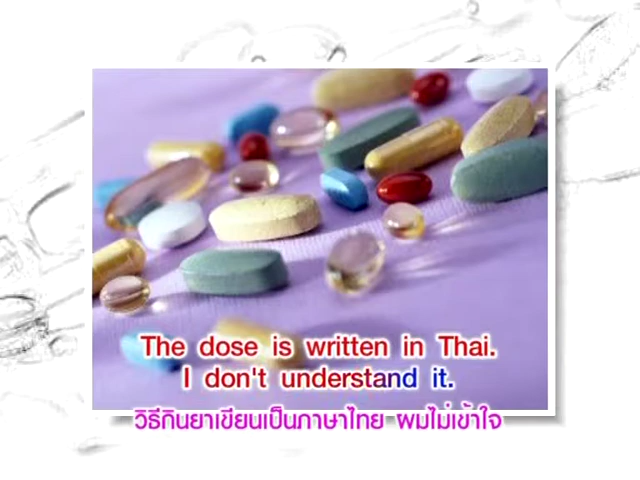 The dose is written in Thai.
I don't understand it.
วิธีกินยาเขียนเป็นภาษาไทย ผมไม่เข้าใจ